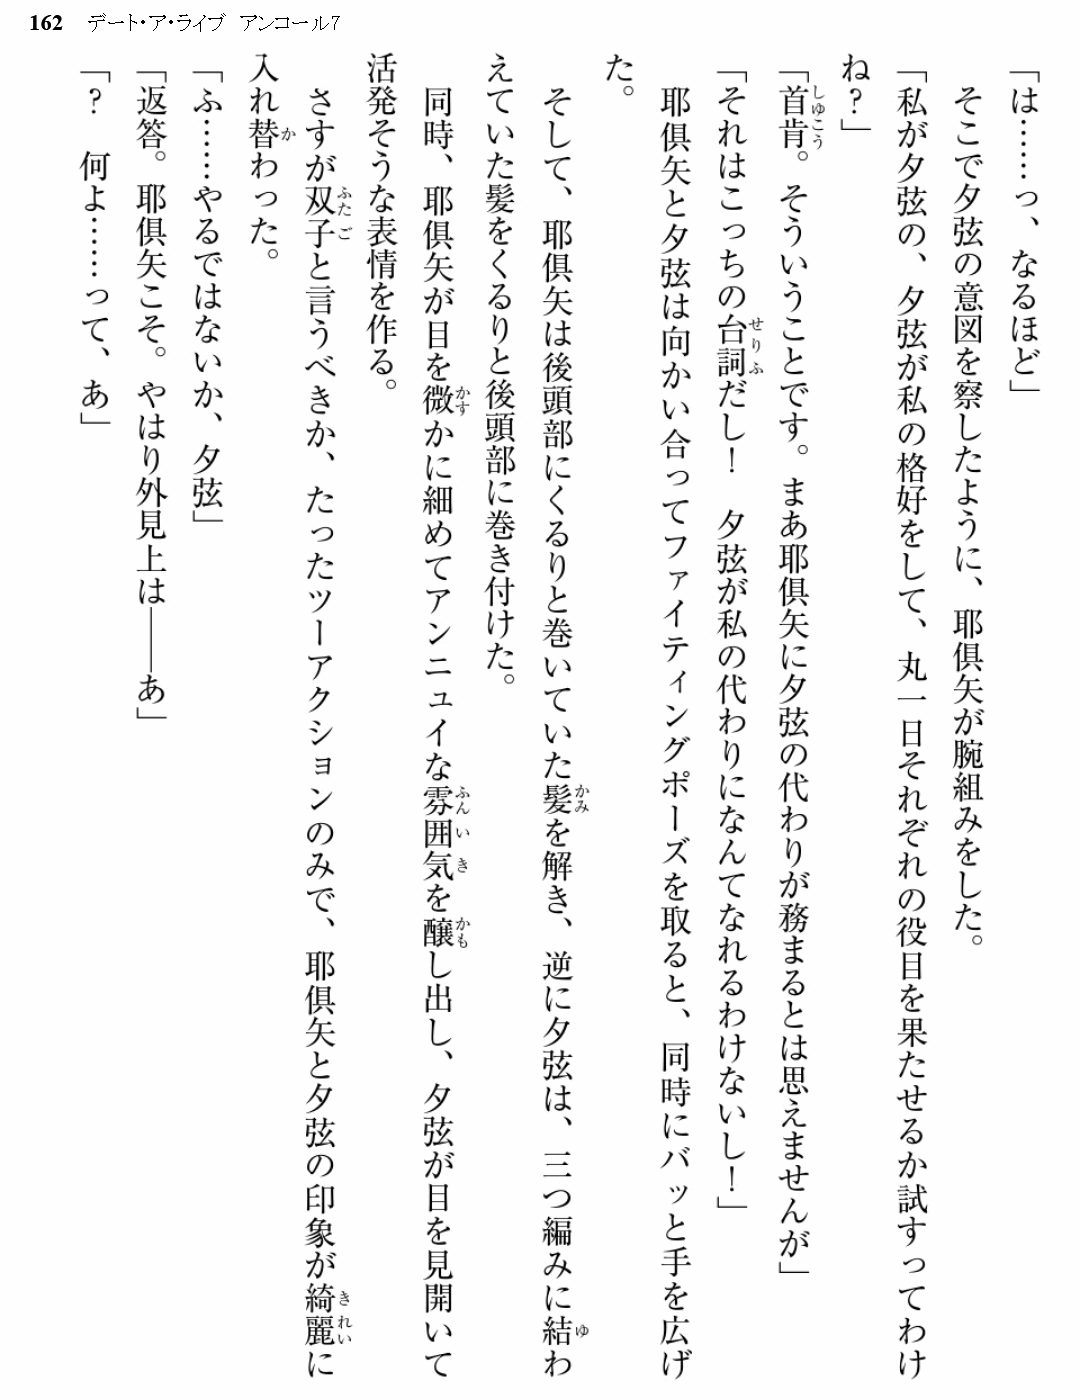 162 デート・ア・ライブ アンコール7
「は……っ、なるほど」
そこで夕弦の意図を察したように、耶倶矢が腕組みをした。
「私が夕弦の、夕弦が私の格好をして、丸一日それぞれの役目を果たせるか試すってわけ
ね？」
「首肯。そういうことです。まあ耶倶矢に夕弦の代わりが務まるとは思えませんが」
「それはこっちの台詞だし！　夕弦が私の代わりになんてなれるわけないし！」
耶倶矢と夕弦は向かい合ってファイティングポーズを取ると、同時にバッと手を広げ
た。
そして、耶倶矢は後頭部にくるりと巻いていた髪を解き、逆に夕弦は、三つ編みに結わ
えていた髪をくるりと後頭部に巻き付けた。
同時、耶倶矢が目を微かに細めてアンニュイな雰囲気を醸し出し、夕弦が目を見開いて
活発そうな表情を作る。
さすが双子と言うべきか、たったツーアクションのみで、耶倶矢と夕弦の印象が綺麗に
入れ替わった。
「ふ……やるではないか、夕弦」
「返答。耶倶矢こそ。やはり外見上は――あ」
「？　何よ……って、あ」